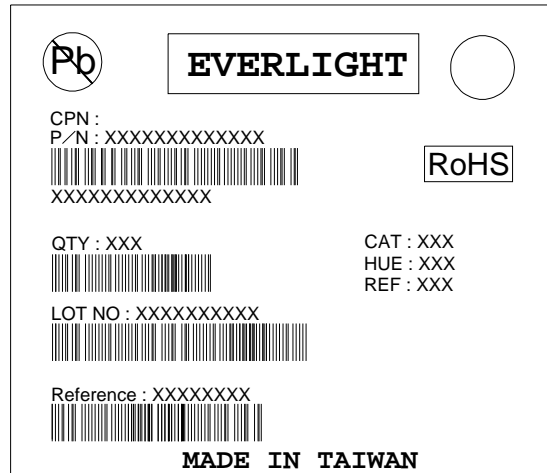 Pb
EVERLIGHT
CPN :
P/N : XXXXXXXXXXXXX
RoHS
XXXXXXXXXXXXX
QTY : XXX
CAT : XXX
HUE : XXX
REF : XXX
LOT NO : XXXXXXXXXX
Reference : XXXXXXXX
MADE IN TAIWAN